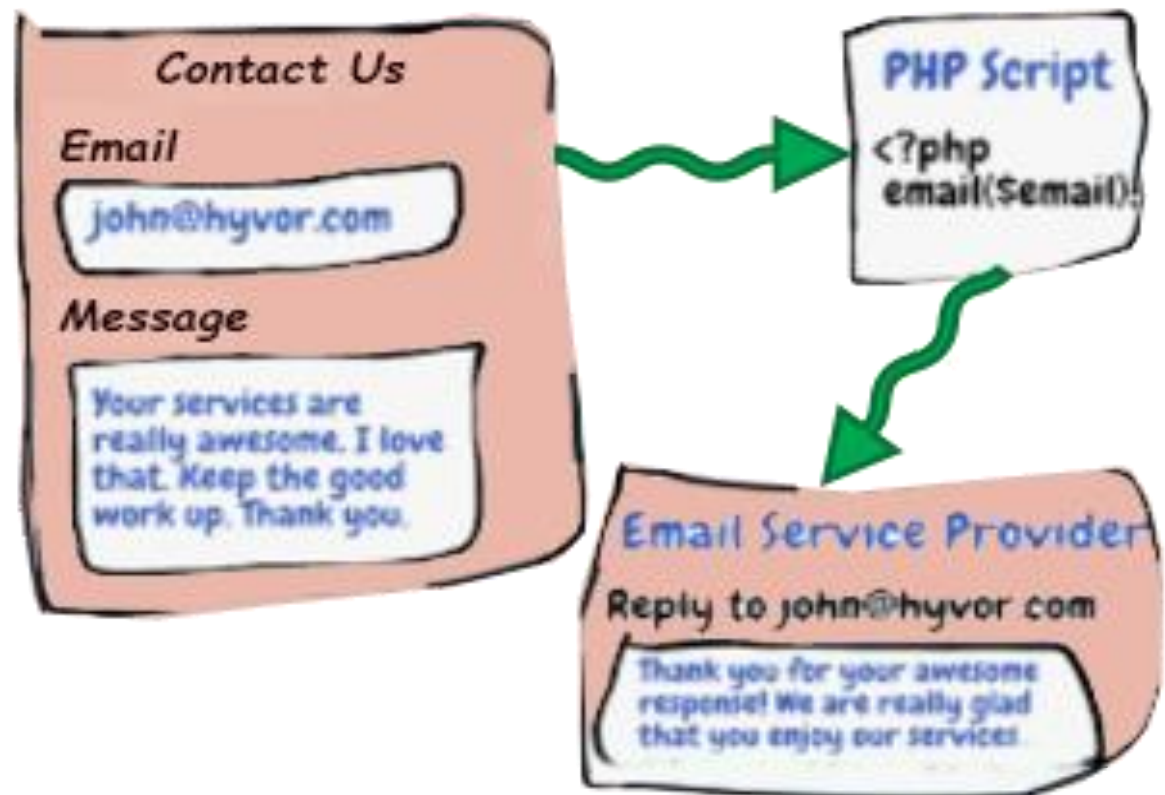 Contact Us
Email
john@hyvor.com
Message
Your services are
really awesome. I love
that. Keep the good
work up. Thank you.
PHP Script
<?php
email($email);
Email Service Provider
Reply to john@hyvor com
Thank you for your awesome
response! We are really glad
that you enjoy our services.